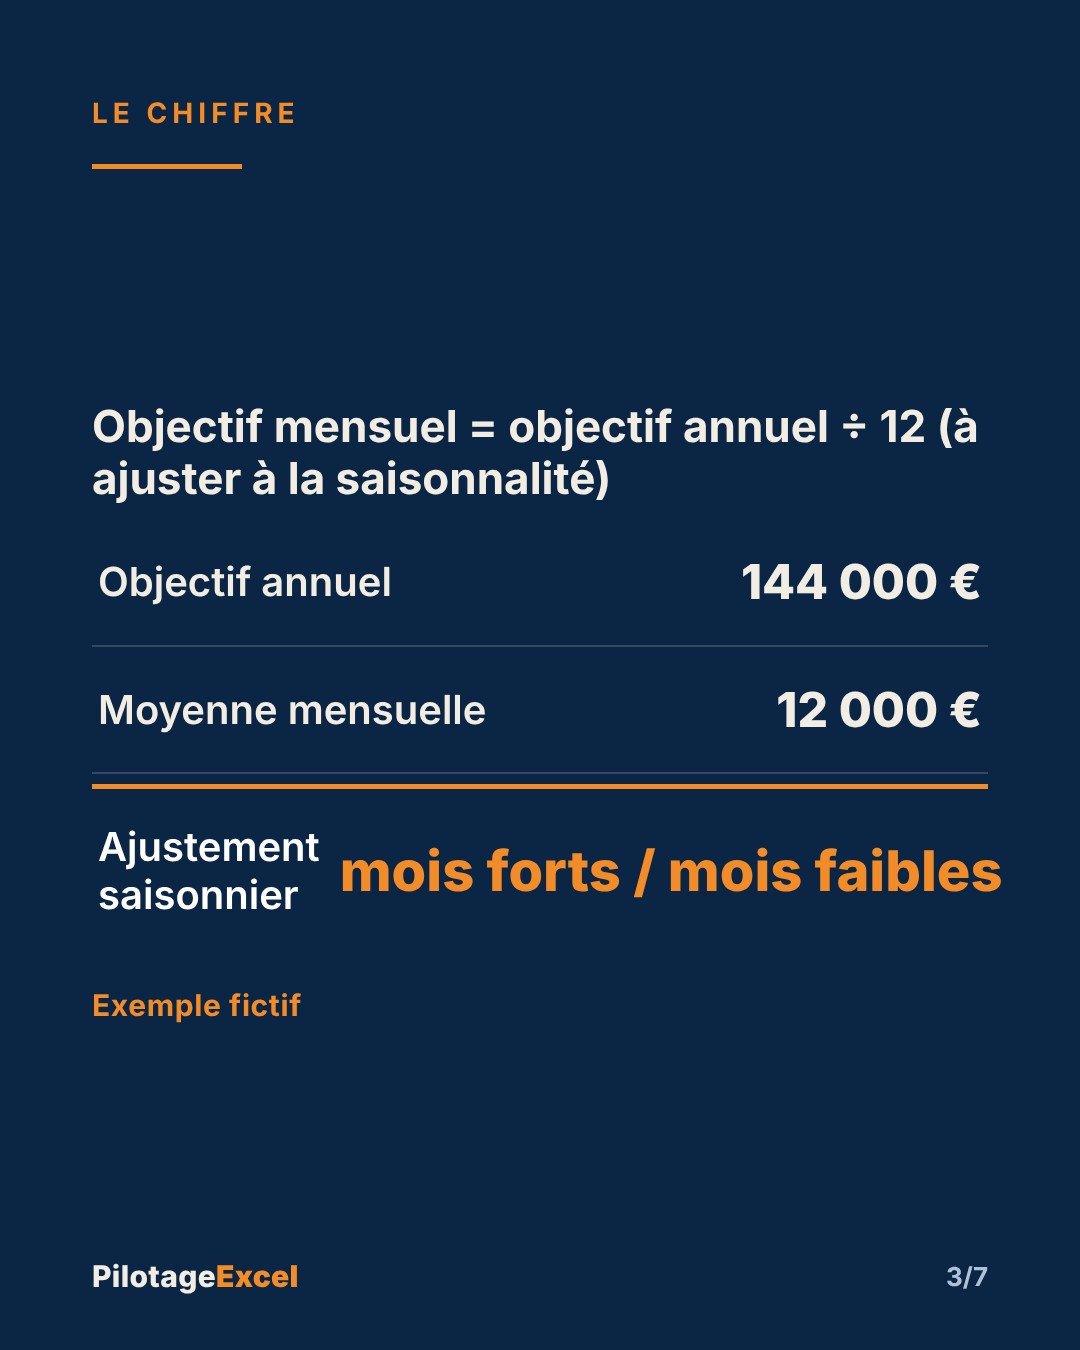 LE CHIFFRE
Objectif mensuel = objectif annuel ÷ 12 (à
ajuster à la saisonnalité)
Objectif annuel 144 000 €
Moyenne mensuelle 12 000 €
Ajustement
saisonnier mois forts / mois faibles
Exemple fictif
PilotageExcel 3/7